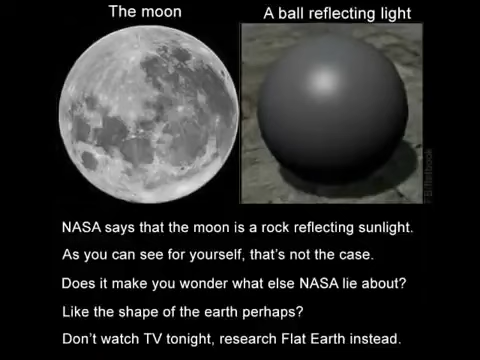 The moon
A ball reflecting light
NASA says that the moon is a rock reflecting sunlight.
As you can see for yourself, that's not the case.
Does it make you wonder what else NASA lie about?
Like the shape of the earth perhaps?
Don't watch TV tonight, research Flat Earth instead.